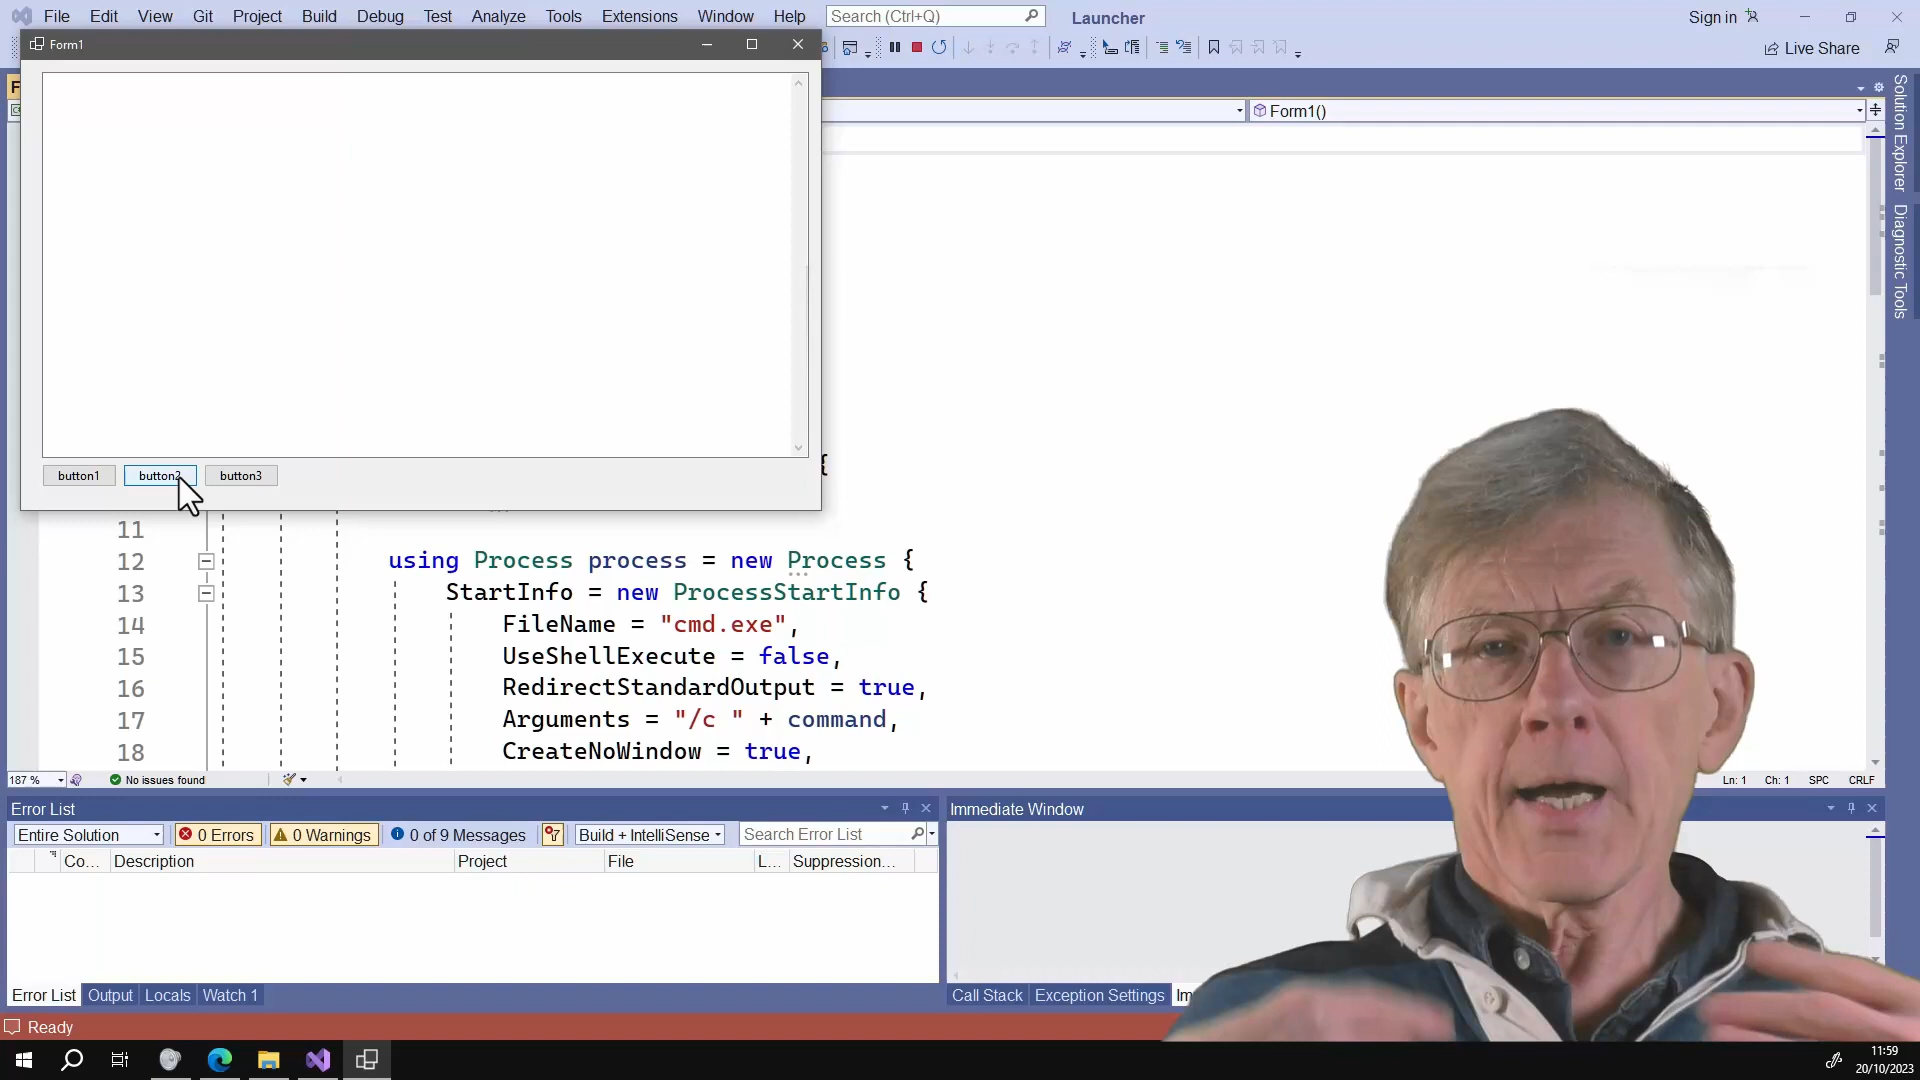 File Edit View Git Project Build Debug Test Analyze Tools Extensions Window Help Search (Ctrl+Q) Launcher Sign in
Form1
Live Share
Form1()
Solution Explorer
Diagnostic Tools
button1 button2 button3
{
11
12 using Process process = new Process {
13 StartInfo = new ProcessStartInfo {
14 FileName = "cmd.exe",
15 UseShellExecute = false,
16 RedirectStandardOutput = true,
17 Arguments = "/c " + command,
18 CreateNoWindow = true,
187 % No issues found Ln: 1 Ch: 1 SPC CRLF
Error List
Immediate Window
Entire Solution 0 Errors 0 Warnings 0 of 9 Messages Build + IntelliSense Search Error List
Co... Description Project File L... Suppression...
Error List Output Locals Watch 1
Call Stack Exception Settings Im
Ready
11:59
20/10/2023